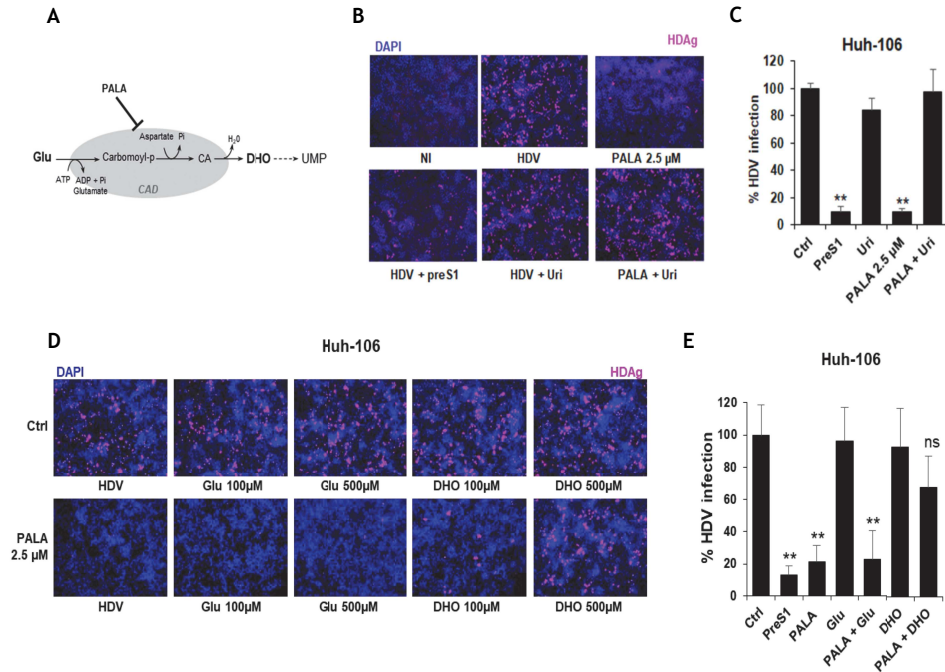 A
PALA
Aspartate Pi
H₂0
Glu
Carbomoyl-p
CA
DHO
UMP
ATP
ADP + Pi
Glutamate
CAD
B
DAPI
HDAg
NI
HDV
PALA 2.5 µM
HDV + preS1
HDV + Uri
PALA + Uri
C
Huh-106
% HDV infection
120
100
80
60
40
20
0
**
**
Ctrl
PreS1
Uri
PALA 2.5 µM
PALA + Uri
D
Huh-106
DAPI
HDAg
Ctrl
HDV
Glu 100µM
Glu 500µM
DHO 100µM
DHO 500µM
PALA
2.5 µM
HDV
Glu 100µM
Glu 500µM
DHO 100µM
DHO 500µM
E
Huh-106
% HDV infection
120
100
80
60
40
20
0
**
**
**
ns
Ctrl
PreS1
PALA
Glu
PALA + Glu
DHO
PALA + DHO